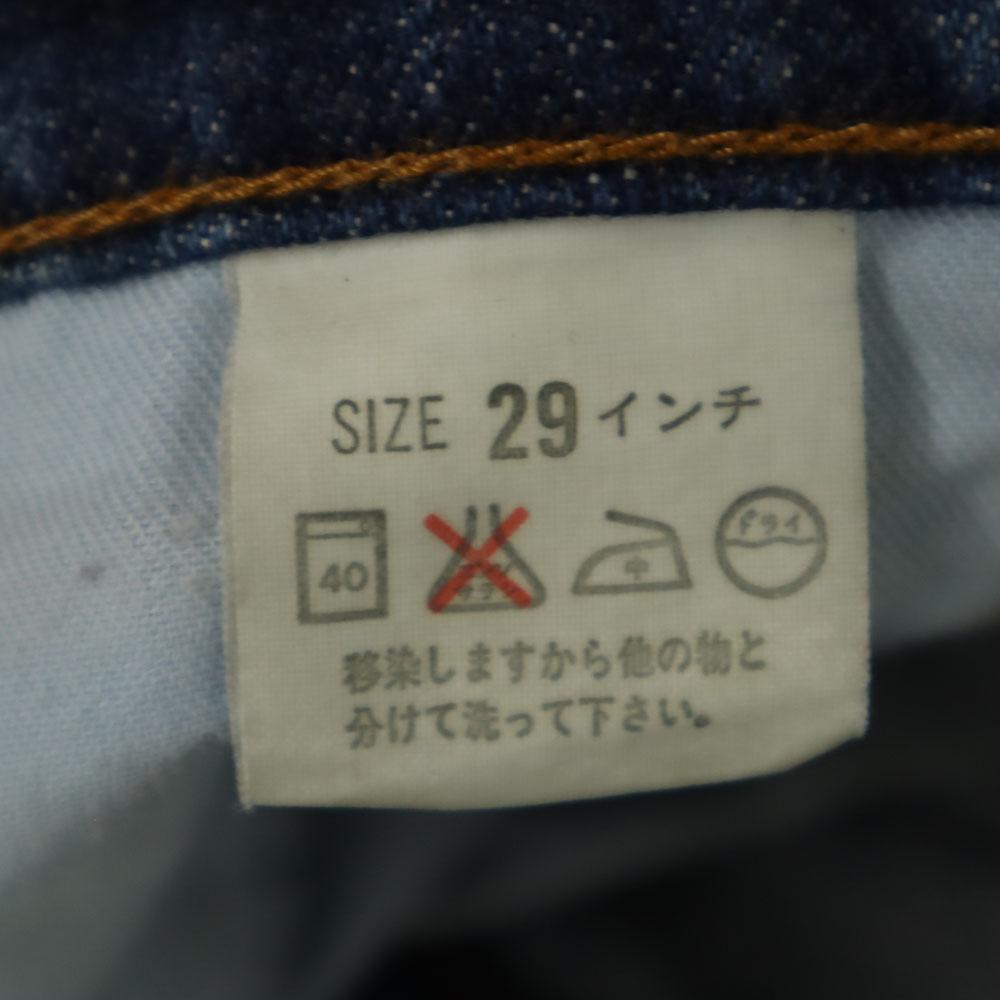 SIZE 29インチ
40 中 ドライ
移染しますから他の物と
分けて洗って下さい。